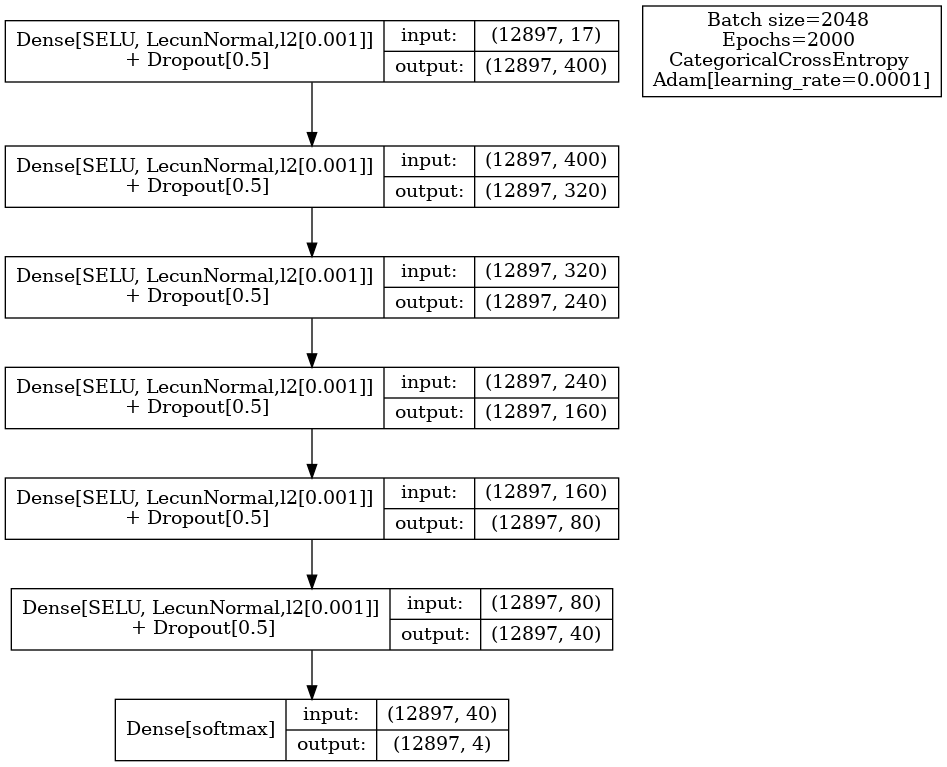 Dense[SELU, LecunNormal,l2[0.001]]
+ Dropout[0.5]
input:
(12897, 17)
output:
(12897, 400)
Batch size=2048
Epochs=2000
CategoricalCrossEntropy
Adam[learning_rate=0.0001]
Dense[SELU, LecunNormal,l2[0.001]]
+ Dropout[0.5]
input:
(12897, 400)
output:
(12897, 320)
Dense[SELU, LecunNormal,l2[0.001]]
+ Dropout[0.5]
input:
(12897, 320)
output:
(12897, 240)
Dense[SELU, LecunNormal,l2[0.001]]
+ Dropout[0.5]
input:
(12897, 240)
output:
(12897, 160)
Dense[SELU, LecunNormal,l2[0.001]]
+ Dropout[0.5]
input:
(12897, 160)
output:
(12897, 80)
Dense[SELU, LecunNormal,l2[0.001]]
+ Dropout[0.5]
input:
(12897, 80)
output:
(12897, 40)
Dense[softmax]
input:
(12897, 40)
output:
(12897, 4)